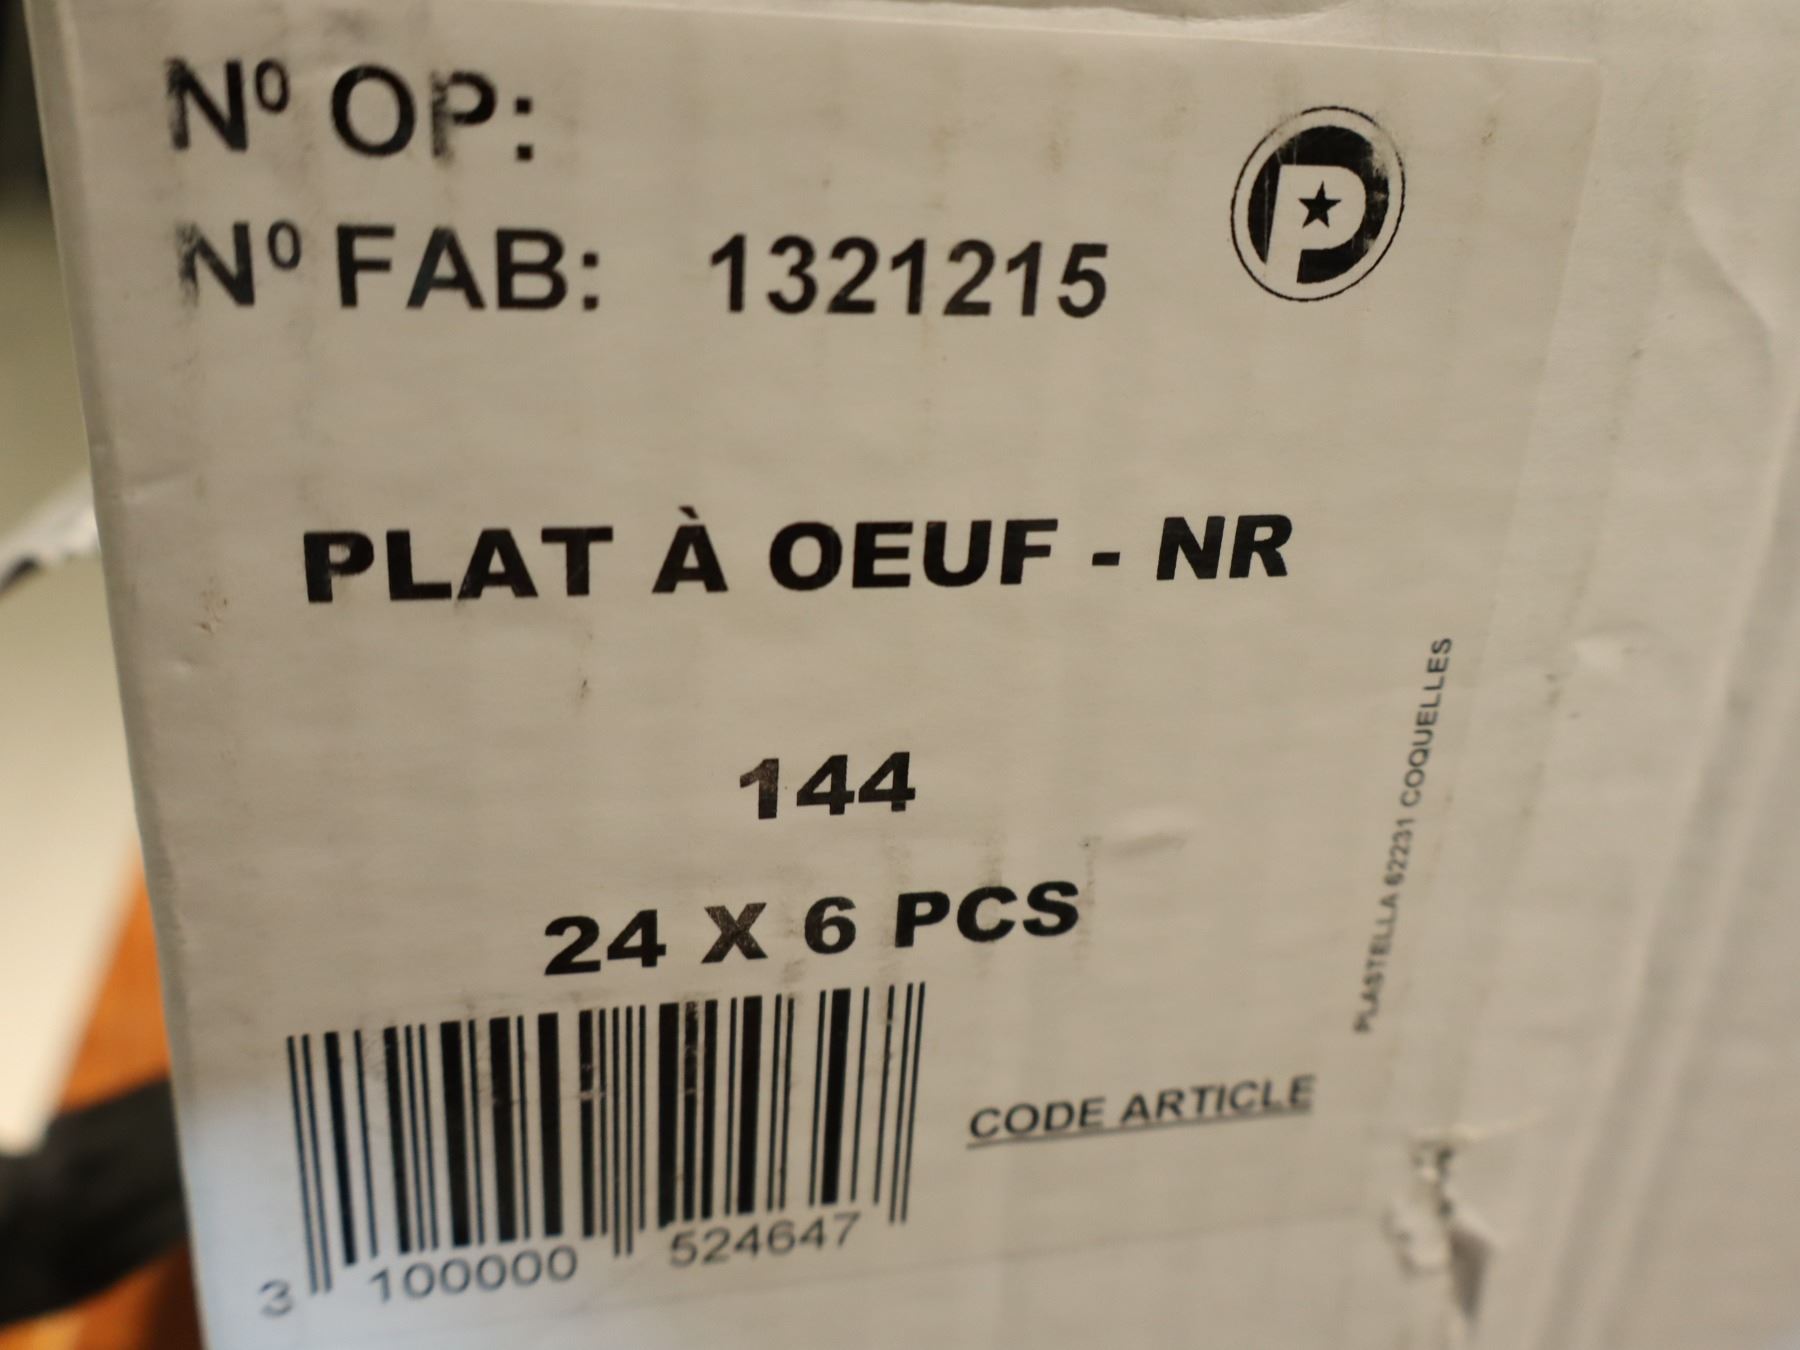 Nº OP:
Nº FAB: 1321215
P
PLAT À OEUF - NR
144
24 X 6 PCS
PLASTELLA 62231 COQUELLES
CODE ARTICLE
3 100000 524647